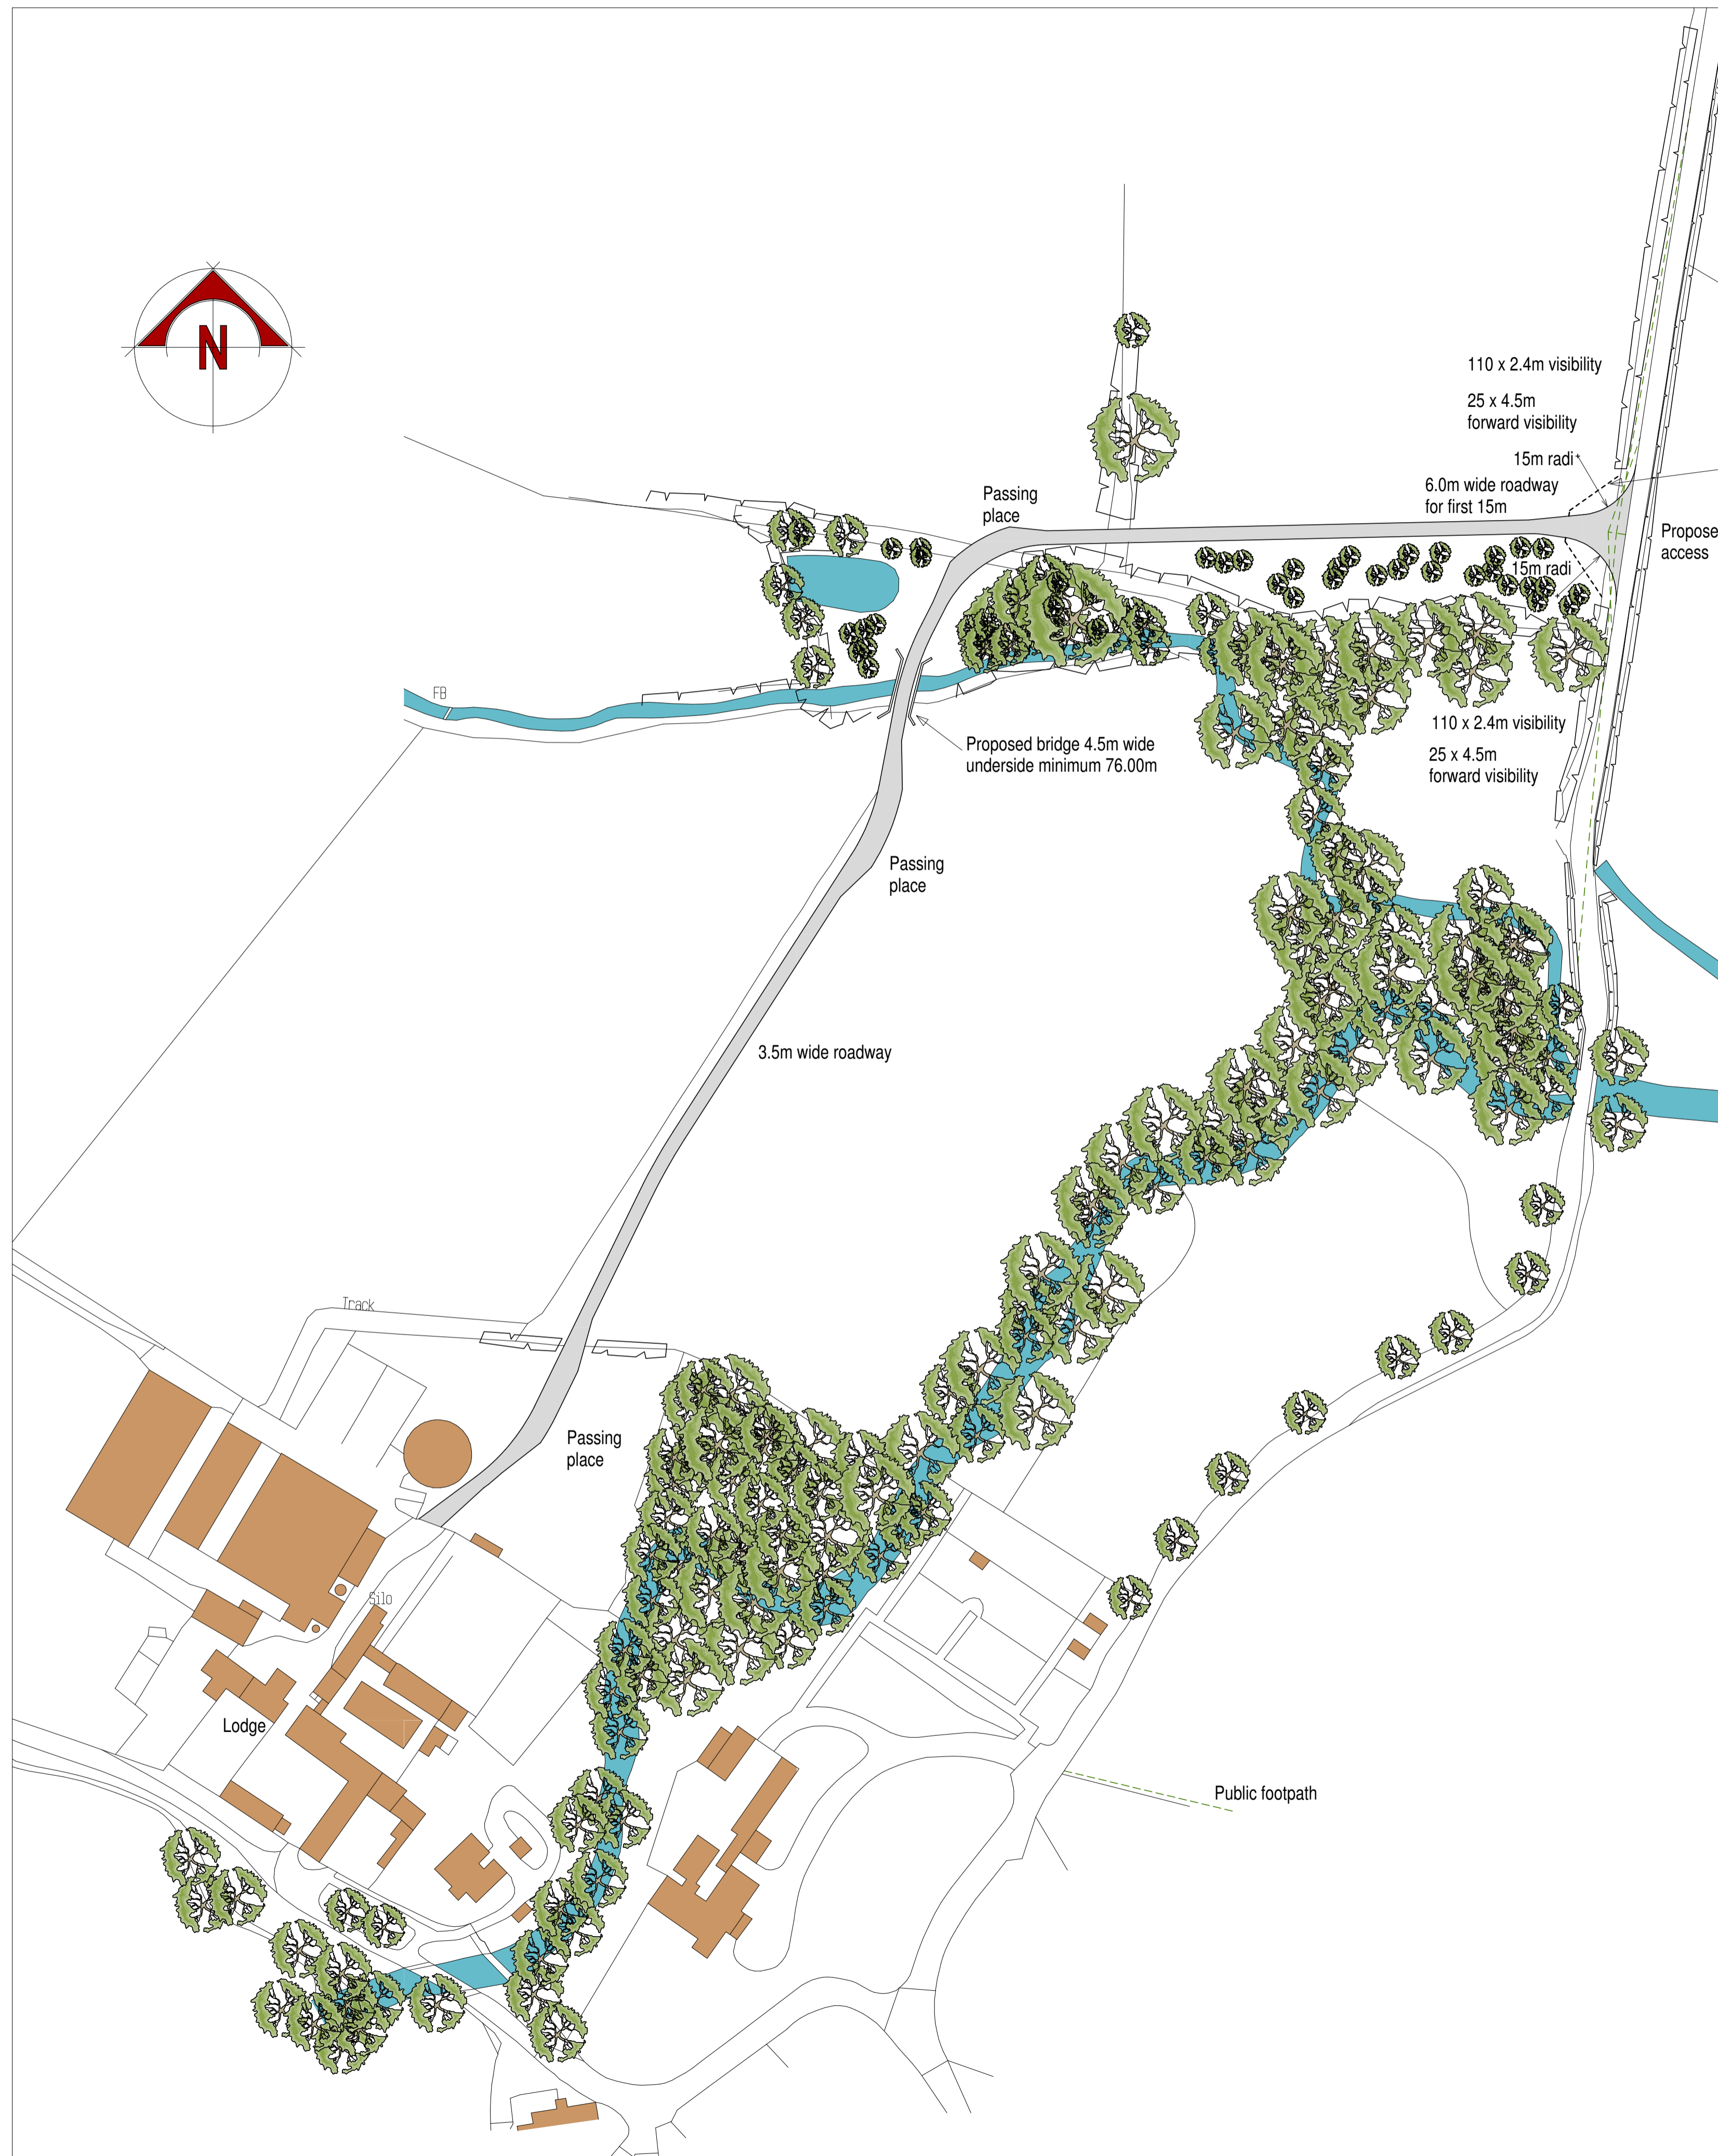 N
110 x 2.4m visibility
25 x 4.5m
forward visibility
15m radi
6.0m wide roadway
for first 15m
Passing
place
Propose
access
15m radi
FB
110 x 2.4m visibility
25 x 4.5m
forward visibility
Proposed bridge 4.5m wide
underside minimum 76.00m
Passing
place
3.5m wide roadway
Track
Passing
place
Silo
Lodge
Public footpath